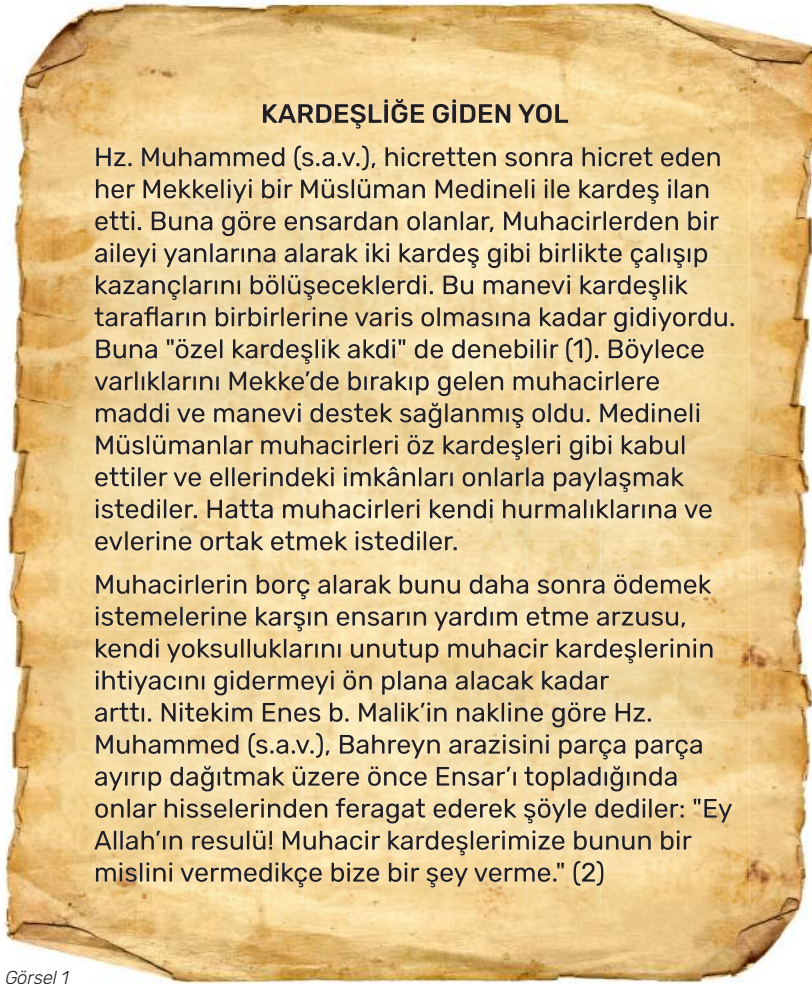 KARDEŞLİĞE GİDEN YOL
Hz. Muhammed (s.a.v.), hicretten sonra hicret eden
her Mekkeliyi bir Müslüman Medineli ile kardeş ilan
etti. Buna göre ensardan olanlar, Muhacirlerden bir
aileyi yanlarına alarak iki kardeş gibi birlikte çalışıp
kazançlarını bölüşeceklerdi. Bu manevi kardeşlik
tarafların birbirlerine varis olmasına kadar gidiyordu.
Buna "özel kardeşlik akdi" de denebilir (1). Böylece
varlıklarını Mekke’de bırakıp gelen muhacirlere
maddi ve manevi destek sağlanmış oldu. Medineli
Müslümanlar muhacirleri öz kardeşleri gibi kabul
ettiler ve ellerindeki imkânları onlarla paylaşmak
istediler. Hatta muhacirleri kendi hurmalıklarına ve
evlerine ortak etmek istediler.
Muhacirlerin borç alarak bunu daha sonra ödemek
istemelerine karşın ensarın yardım etme arzusu,
kendi yoksulluklarını unutup muhacir kardeşlerinin
ihtiyacını gidermeyi ön plana alacak kadar
arttı. Nitekim Enes b. Malik’in nakline göre Hz.
Muhammed (s.a.v.), Bahreyn arazisini parça parça
ayırıp dağıtmak üzere önce Ensar’ı topladığında
onlar hisselerinden feragat ederek şöyle dediler: "Ey
Allah’ın resulü! Muhacir kardeşlerimize bunun bir
mislini vermedikçe bize bir şey verme." (2)
Görsel 1